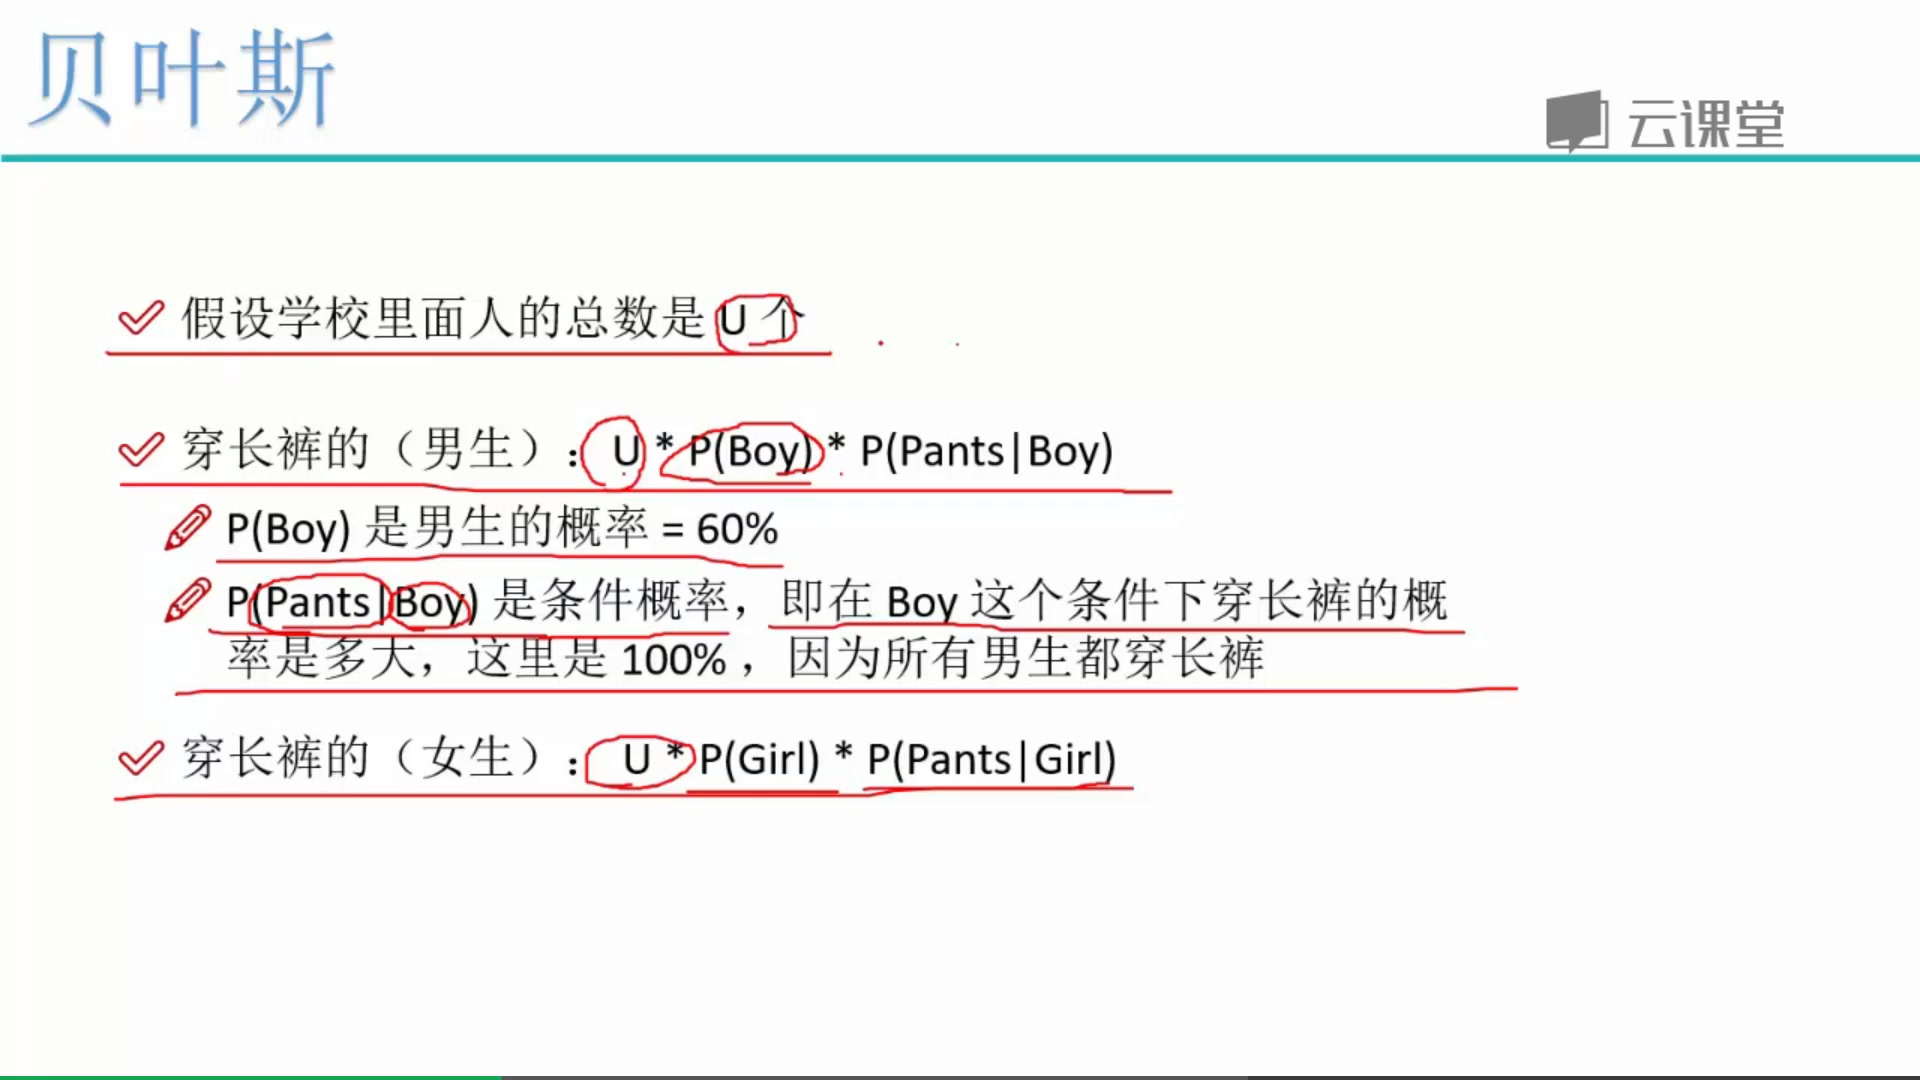 贝叶斯
云课堂
假设学校里面人的总数是 U 个
穿长裤的（男生）： U * P(Boy) * P(Pants|Boy)
P(Boy) 是男生的概率 = 60%
P(Pants|Boy) 是条件概率，即在 Boy 这个条件下穿长裤的概
率是多大，这里是 100% ，因为所有男生都穿长裤
穿长裤的（女生）： U * P(Girl) * P(Pants|Girl)